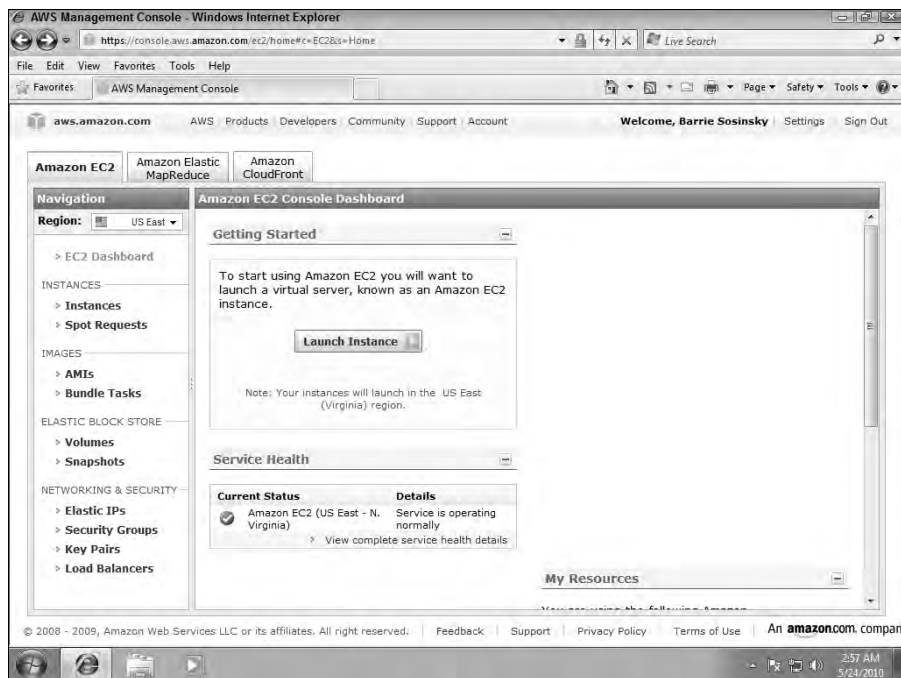 AWS Management Console - Windows Internet Explorer
https://console.aws.amazon.com/ec2/home#c=EC2&s=Home
Live Search
File Edit View Favorites Tools Help
Favorites AWS Management Console Page Safety Tools
aws.amazon.com AWS Products Developers Community Support Account Welcome, Barrie Sosinsky Settings Sign Out
Amazon EC2
Amazon Elastic MapReduce
Amazon CloudFront
Navigation
Region: US East
> EC2 Dashboard
INSTANCES
> Instances
> Spot Requests
IMAGES
> AMIs
> Bundle Tasks
ELASTIC BLOCK STORE
> Volumes
> Snapshots
NETWORKING & SECURITY
> Elastic IPs
> Security Groups
> Key Pairs
> Load Balancers
Amazon EC2 Console Dashboard
Getting Started
To start using Amazon EC2 you will want to
launch a virtual server, known as an Amazon EC2
instance.
Launch Instance
Note: Your instances will launch in the US East
(Virginia) region.
Service Health
Current Status Details
Amazon EC2 (US East - N. Virginia)
Service is operating normally
> View complete service health details
My Resources
You are using the following Amazon
© 2008 - 2009, Amazon Web Services LLC or its affiliates. All right reserved. Feedback Support Privacy Policy Terms of Use An amazon.com. compan
2:57 AM
5/24/2010